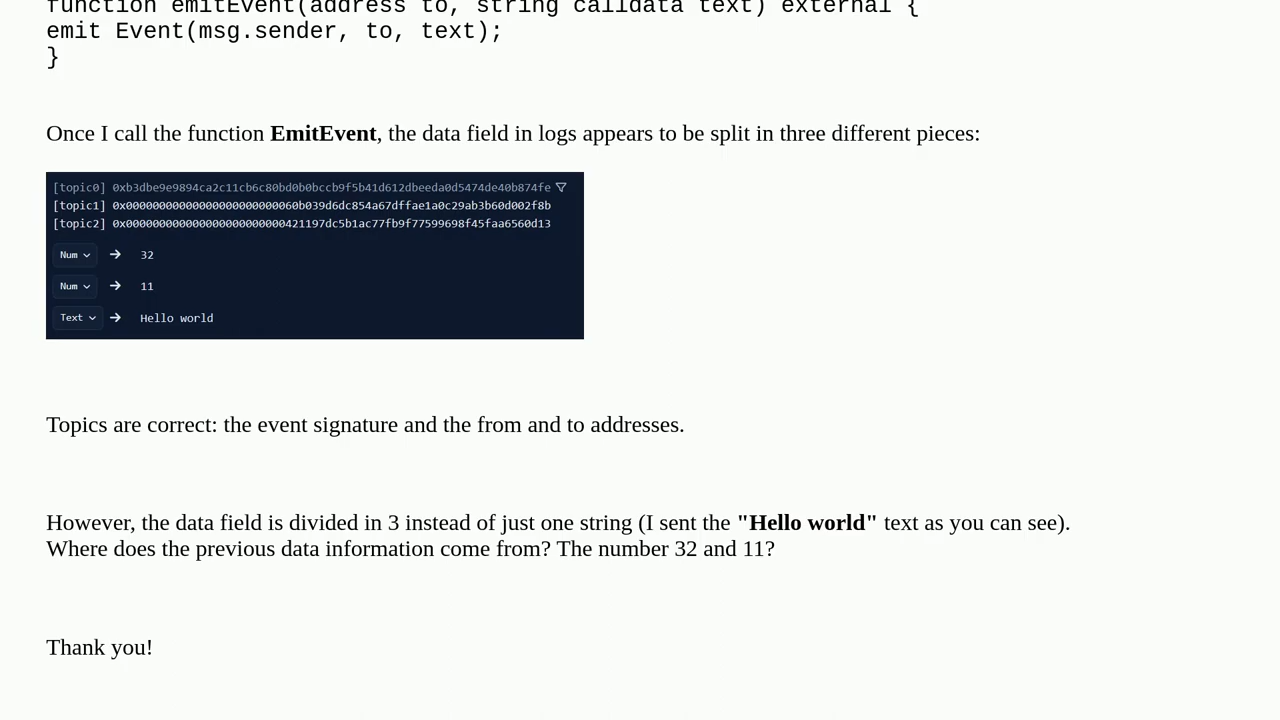 function emitEvent(address to, string calldata text) external {
emit Event(msg.sender, to, text);
}
Once I call the function EmitEvent, the data field in logs appears to be split in three different pieces:
[topic0] 0xb3dbe9e9894ca2c11cb6c80bd0b0bccb9f5b41d612dbeeda0d5474de40b874fe
[topic1] 0x00000000000000000000000060b039d6dc854a67dffae1a0c29ab3b60d002f8b
[topic2] 0x000000000000000000000000421197dc5b1ac77fb9f77599698f45faa6560d13
Num → 32
Num → 11
Text → Hello world
Topics are correct: the event signature and the from and to addresses.
However, the data field is divided in 3 instead of just one string (I sent the "Hello world" text as you can see).
Where does the previous data information come from? The number 32 and 11?
Thank you!